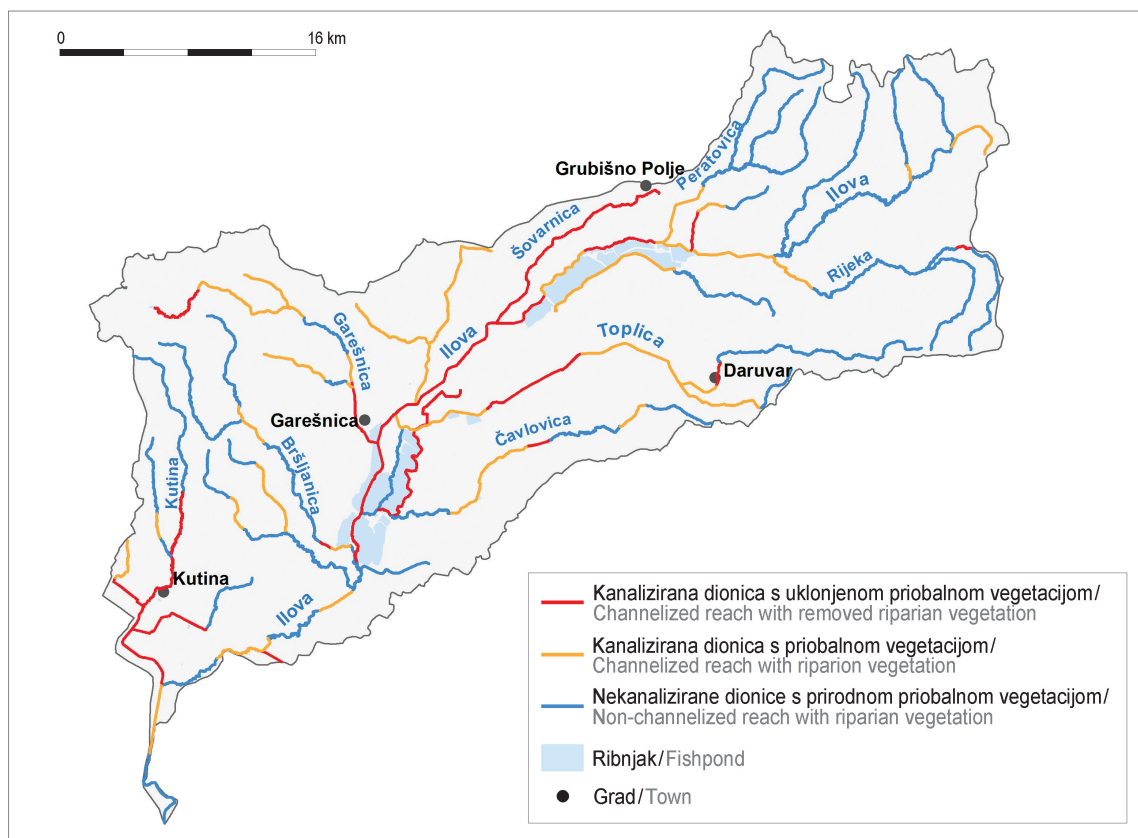 0 16 km
Grubišno Polje
Peratovica
Ilova
Šovarnica
Rijeka
Garešnica
Ilova
Toplica
Daruvar
Garešnica
Čavlovica
Bršljanica
Kutina
Kutina
Ilova
Kanalizirana dionica s uklonjenom priobalnom vegetacijom/
Channelized reach with removed riparian vegetation
Kanalizirana dionica s priobalnom vegetacijom/
Channelized reach with riparion vegetation
Nekanalizirane dionice s prirodnom priobalnom vegetacijom/
Non-channelized reach with riparian vegetation
Ribnjak/Fishpond
Grad/Town